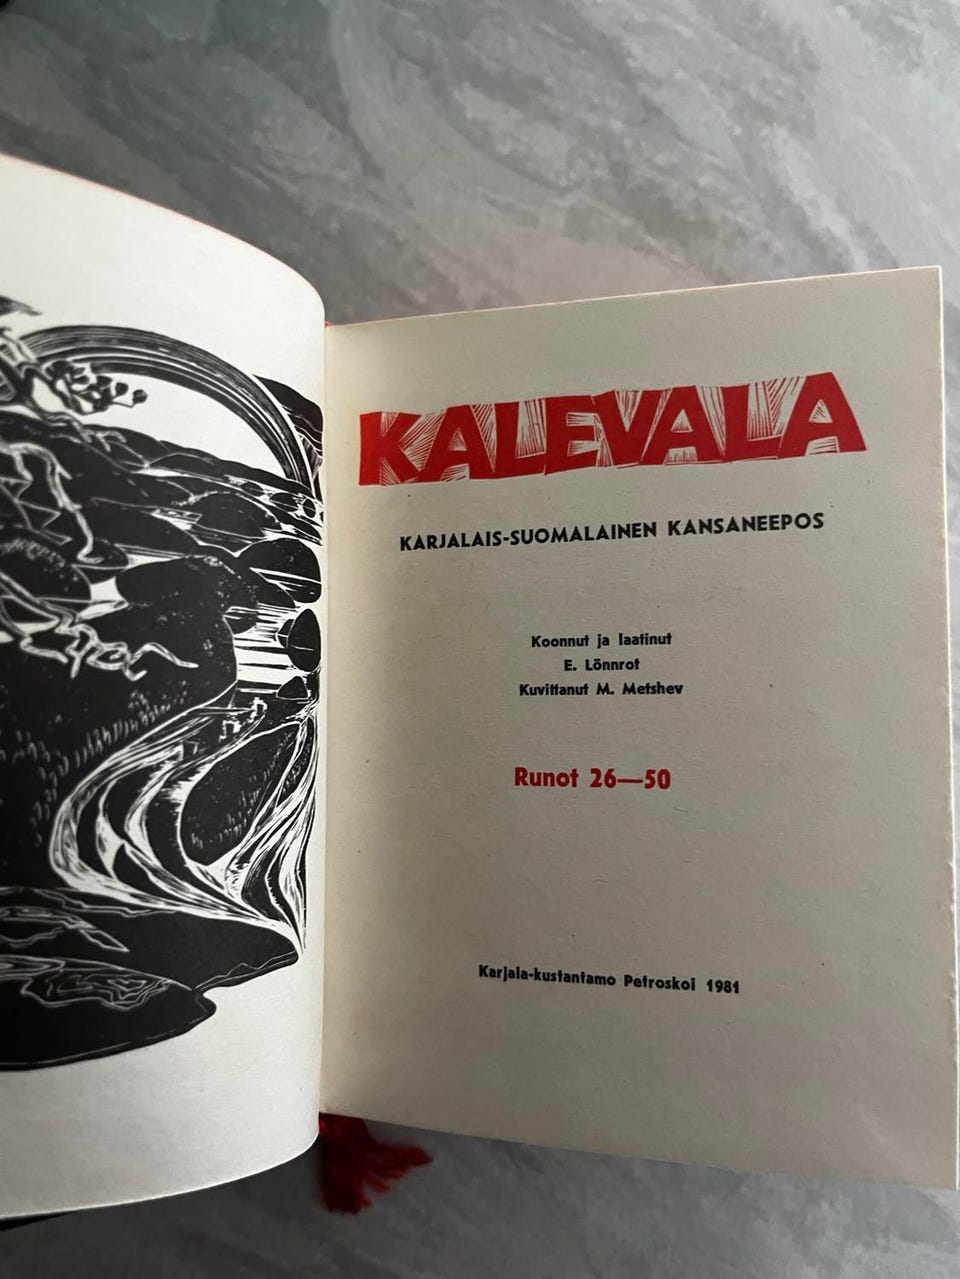 KALEVALA
KARJALAIS-SUOMALAINEN KANSANEEPOS
Koonnut ja laatinut
E. Lönnrot
Kuvittanut M. Metshev
Runot 26—50
Karjala-kustantamo Petroskoi 1981